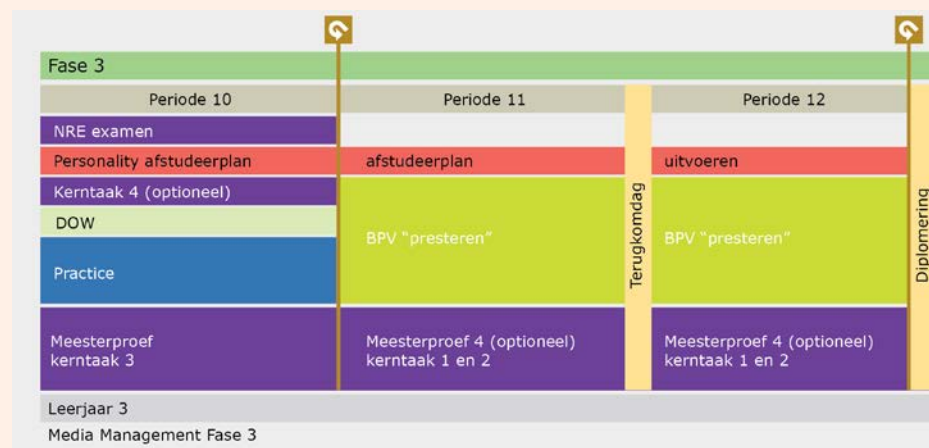 Fase 3
Periode 10
Periode 11
Periode 12
NRE examen
Personality afstudeerplan
afstudeerplan
uitvoeren
Kerntaak 4 (optioneel)
DOW
Practice
BPV “presteren”
BPV “presteren”
Terugkomdag
Diplomering
Meesterproef
kerntaak 3
Meesterproef 4 (optioneel)
kerntaak 1 en 2
Meesterproef 4 (optioneel)
kerntaak 1 en 2
Leerjaar 3
Media Management Fase 3